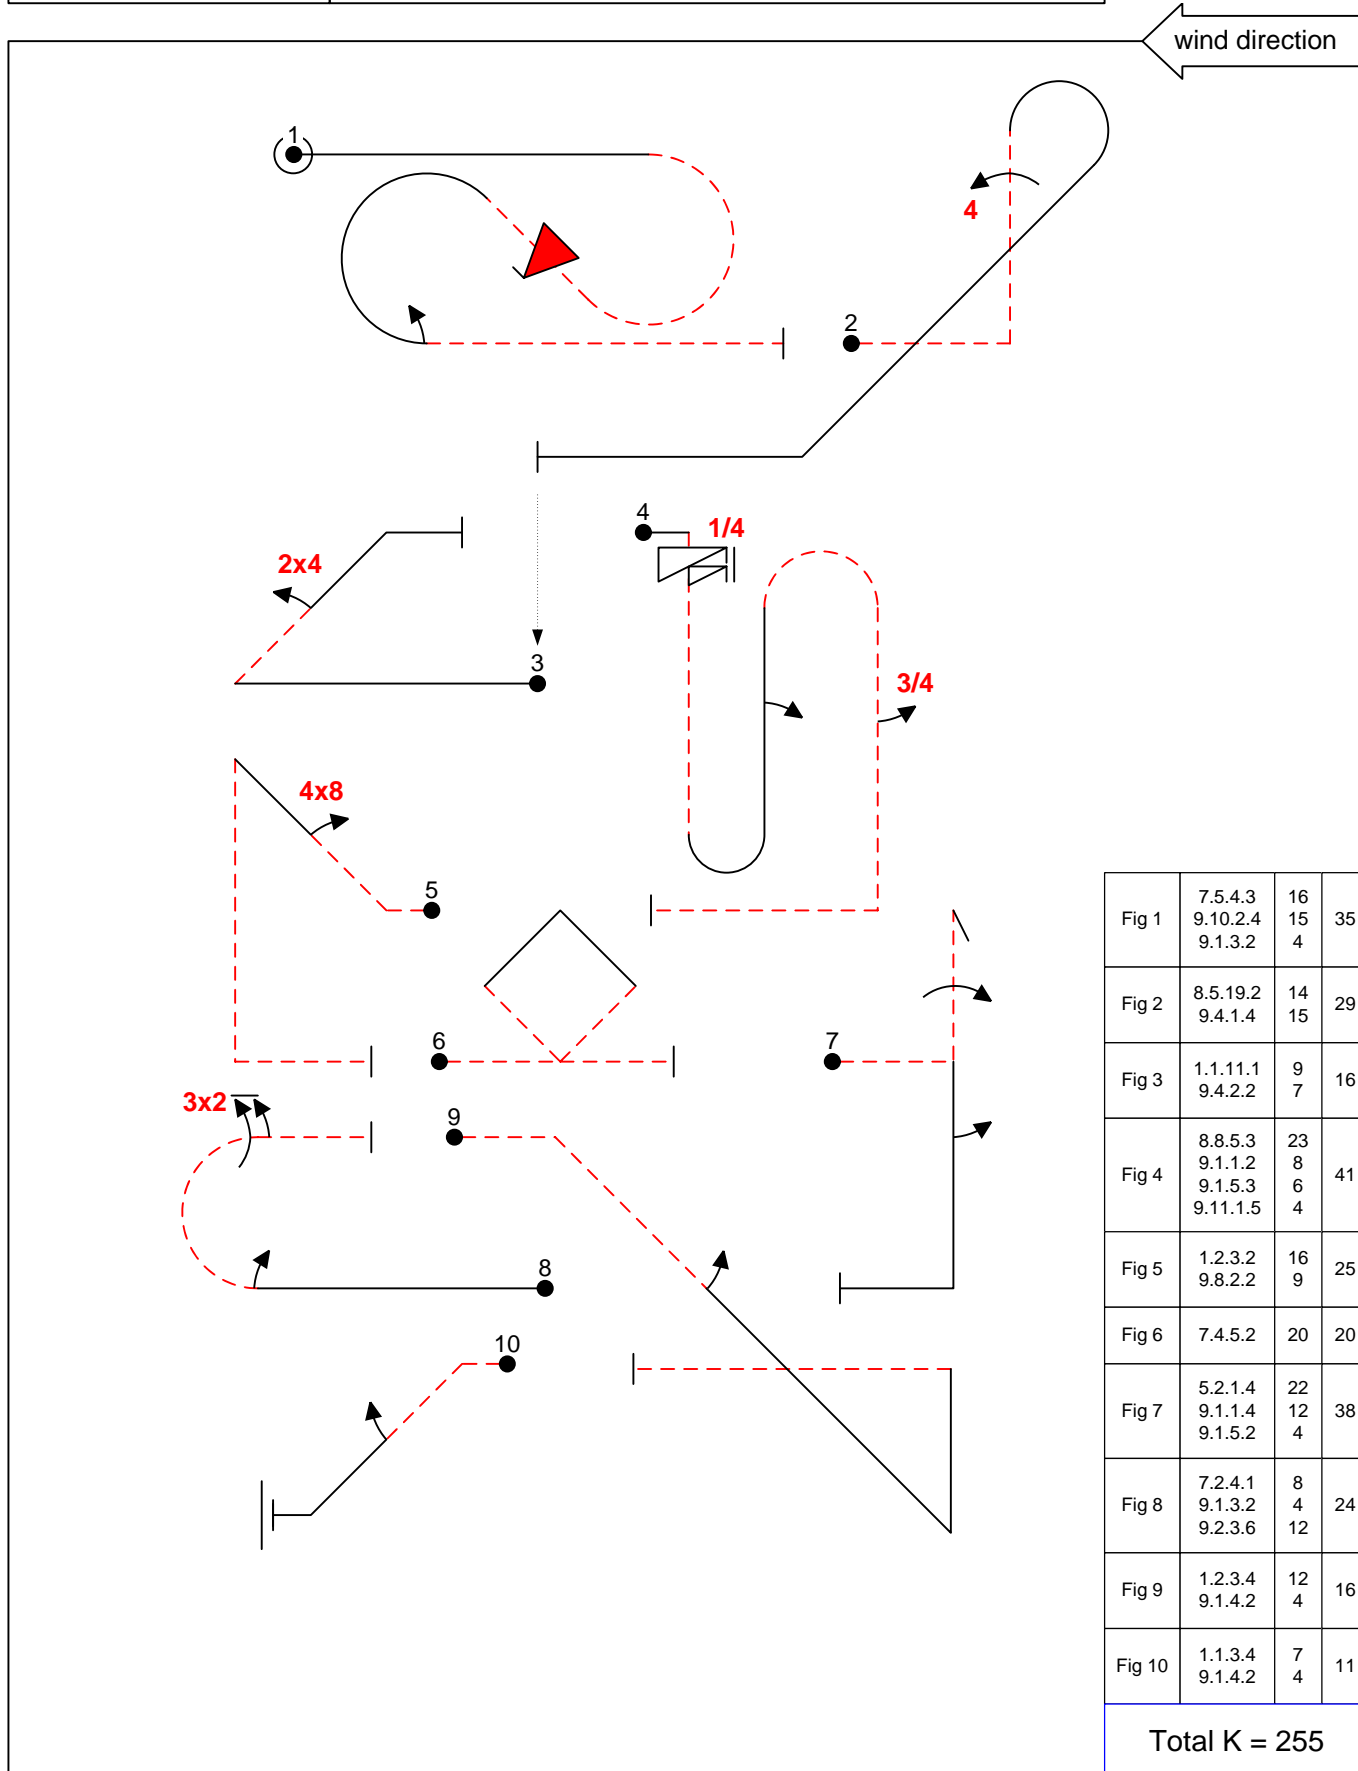 wind direction
1
4
2
4
1/4
2x4
3
3/4
4x8
5
6
7
3x2
9
8
10
Fig 1 7.5.4.3 16 35
9.10.2.4 15
9.1.3.2 4
Fig 2 8.5.19.2 14 29
9.4.1.4 15
Fig 3 1.1.11.1 9 16
9.4.2.2 7
Fig 4 8.8.5.3 23 41
9.1.1.2 8
9.1.5.3 6
9.11.1.5 4
Fig 5 1.2.3.2 16 25
9.8.2.2 9
Fig 6 7.4.5.2 20 20
Fig 7 5.2.1.4 22 38
9.1.1.4 12
9.1.5.2 4
Fig 8 7.2.4.1 8 24
9.1.3.2 4
9.2.3.6 12
Fig 9 1.2.3.4 12 16
9.1.4.2 4
Fig 10 1.1.3.4 7 11
9.1.4.2 4
Total K = 255